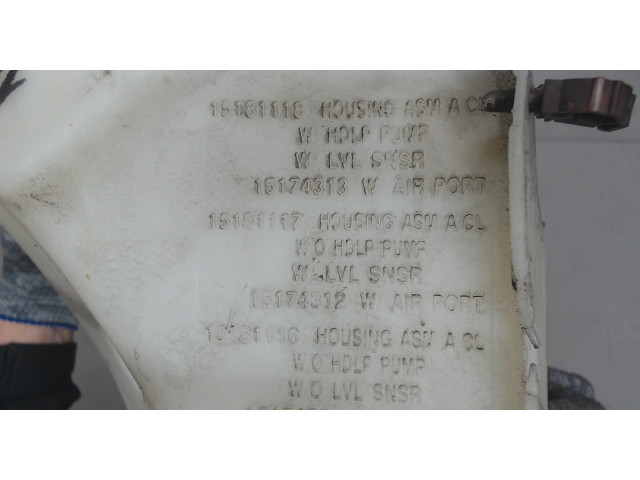 15181118 HOUSING ASM A CL
W HDLP PUMP
W LVL SNSR
15174313 W AIR PORT
15181117 HOUSING ASM A CL
W O HDLP PUMP
W LVL SNSR
15174312 W AIR PORT
15181116 HOUSING ASM A CL
W O HDLP PUMP
W O LVL SNSR